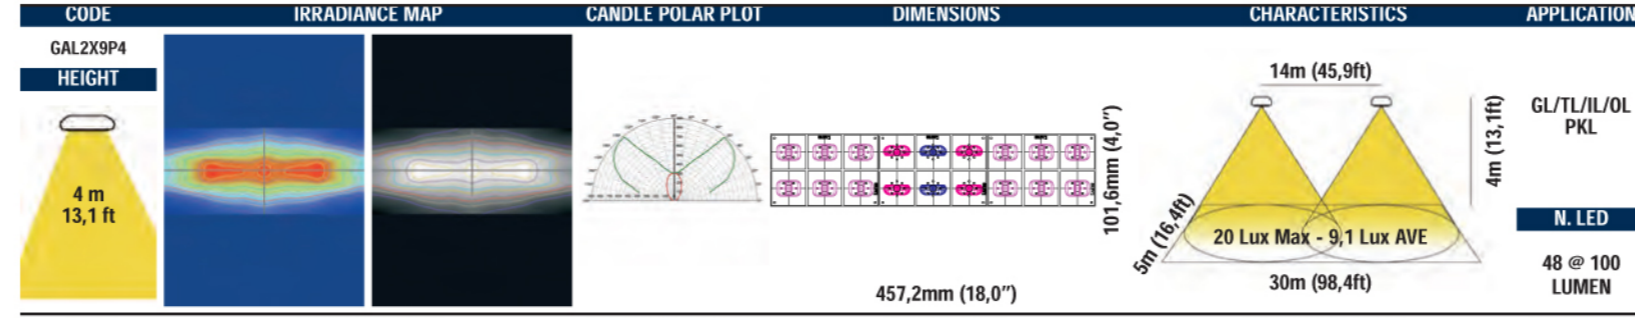 CODE IRRADIANCE MAP CANDLE POLAR PLOT DIMENSIONS CHARACTERISTICS APPLICATION
GAL2X9P4
HEIGHT
4 m
13,1 ft
101,6mm (4,0”)
457,2mm (18,0”)
14m (45,9ft)
4m (13,1ft)
5m (16,4ft)
20 Lux Max - 9,1 Lux AVE
30m (98,4ft)
GL/TL/IL/OL
PKL
N. LED
48 @ 100
LUMEN